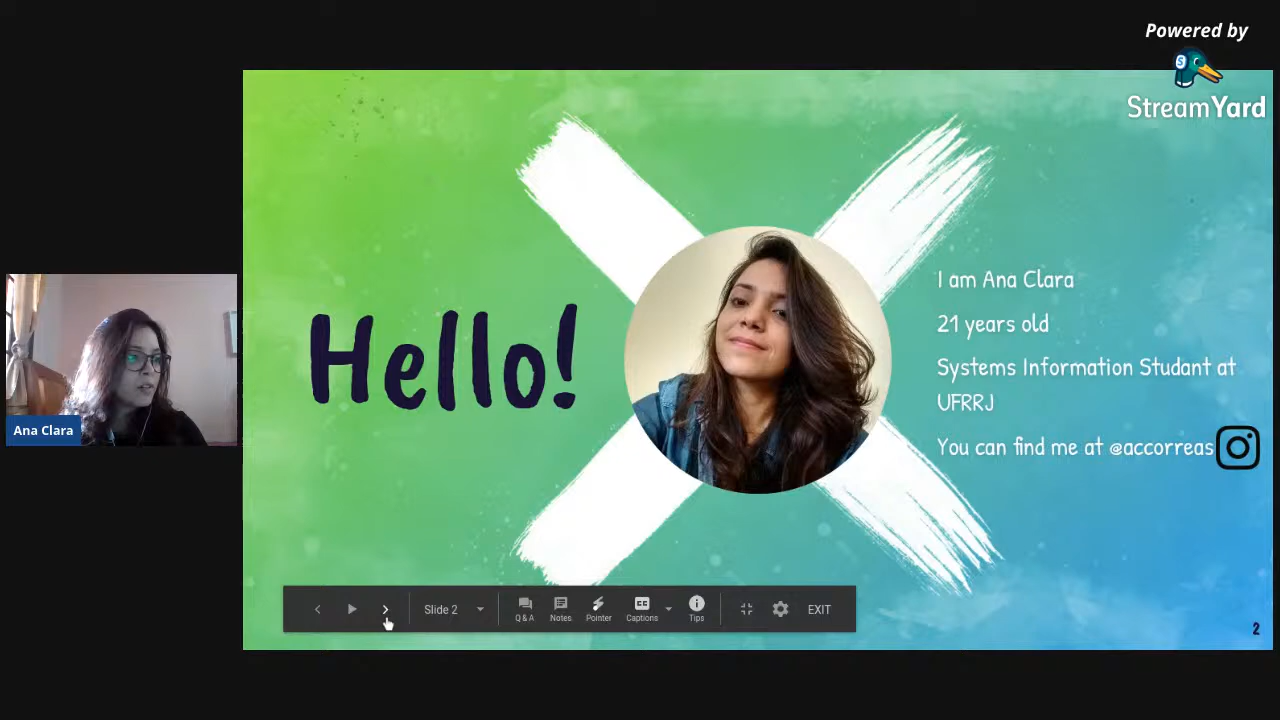 Powered by
StreamYard
Hello!
I am Ana Clara
21 years old
Systems Information Studant at
UFRRJ
You can find me at @accorreas
Ana Clara
Slide 2
Q & A
Notes
Pointer
CC
Captions
Tips
EXIT
2